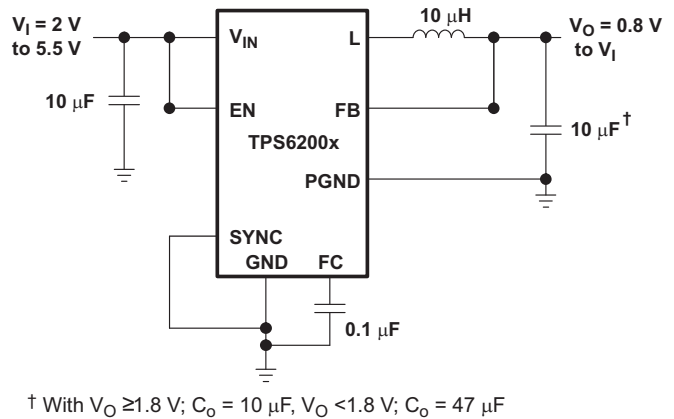 V_I = 2 V
to 5.5 V
10 μF
V_IN
EN
SYNC
GND
FC
L
FB
TPS6200x
PGND
10 μH
V_O = 0.8 V
to V_I
10 μF†
0.1 μF
† With V_O ≥1.8 V; C_o = 10 μF, V_O <1.8 V; C_o = 47 μF